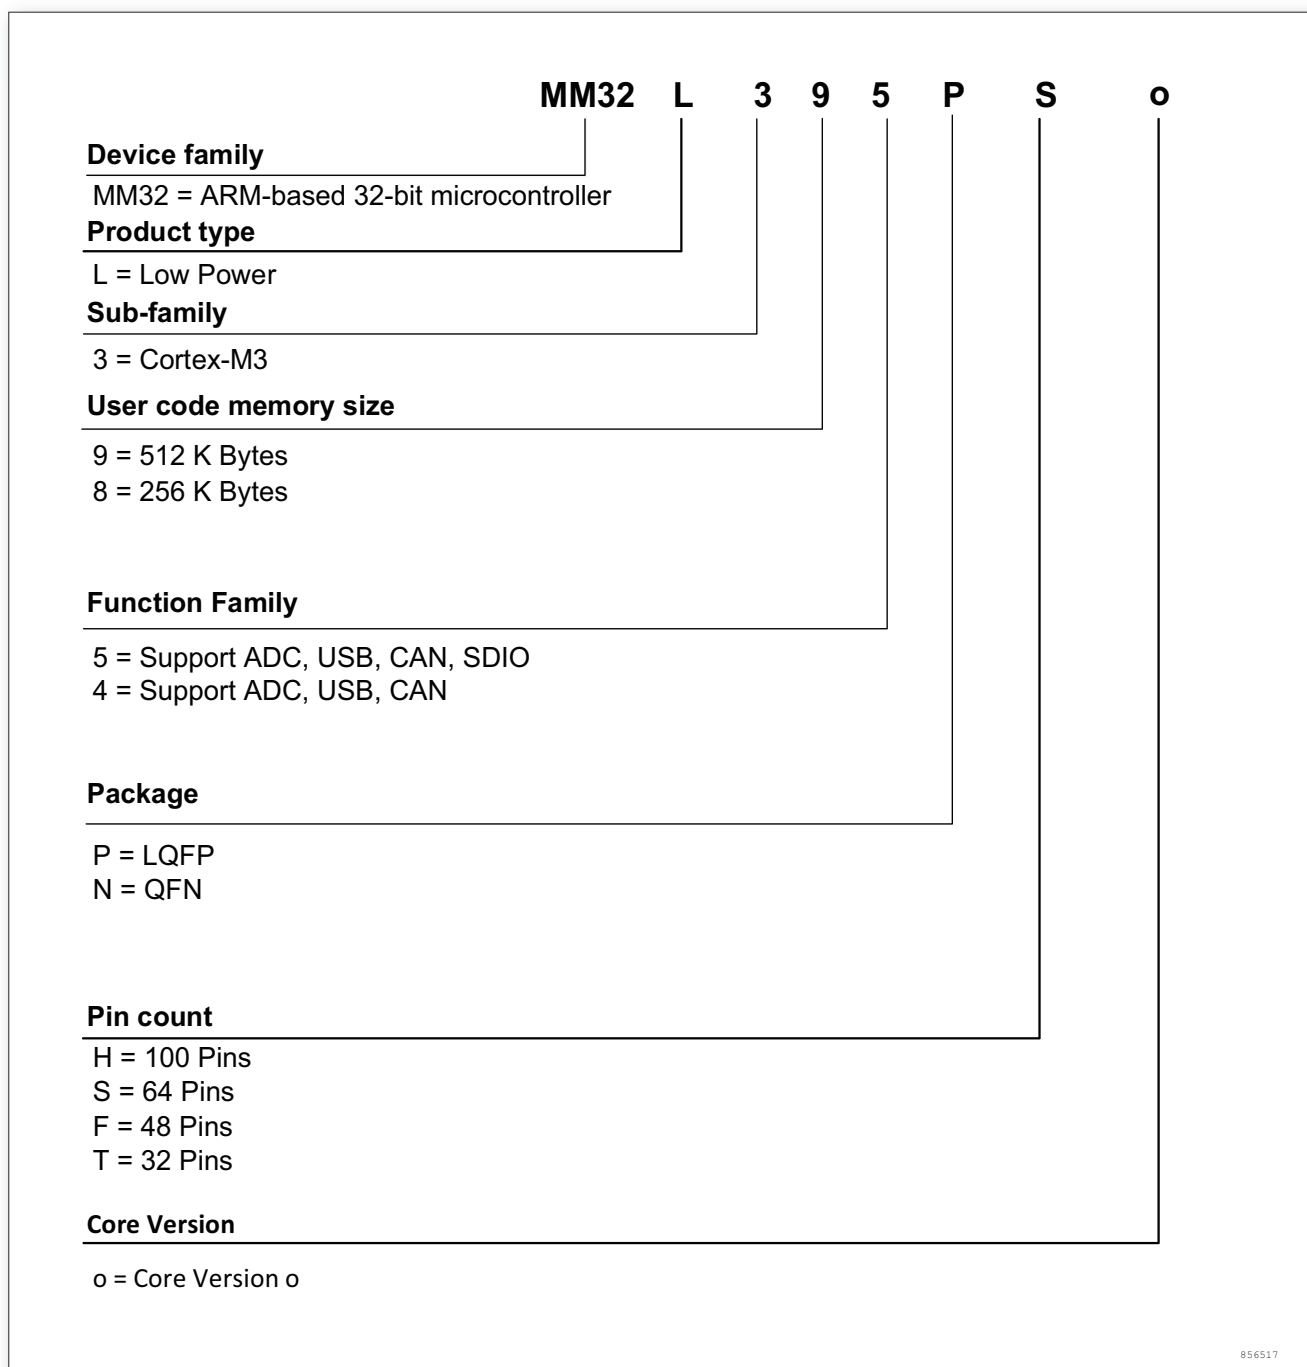 MM32 L 3 9 5 P S o
Device family
MM32 = ARM-based 32-bit microcontroller
Product type
L = Low Power
Sub-family
3 = Cortex-M3
User code memory size
9 = 512 K Bytes
8 = 256 K Bytes
Function Family
5 = Support ADC, USB, CAN, SDIO
4 = Support ADC, USB, CAN
Package
P = LQFP
N = QFN
Pin count
H = 100 Pins
S = 64 Pins
F = 48 Pins
T = 32 Pins
Core Version
o = Core Version o
856517